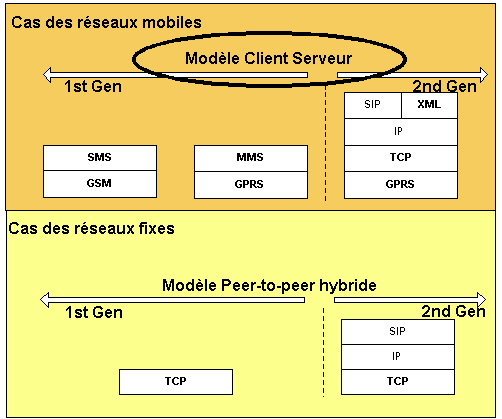 Cas des réseaux mobiles
Modèle Client Serveur
1st Gen
2nd Gen
SIP XML
IP
SMS MMS TCP
GSM GPRS GPRS
Cas des réseaux fixes
Modèle Peer-to-peer hybride
1st Gen
2nd Gen
SIP
IP
TCP TCP